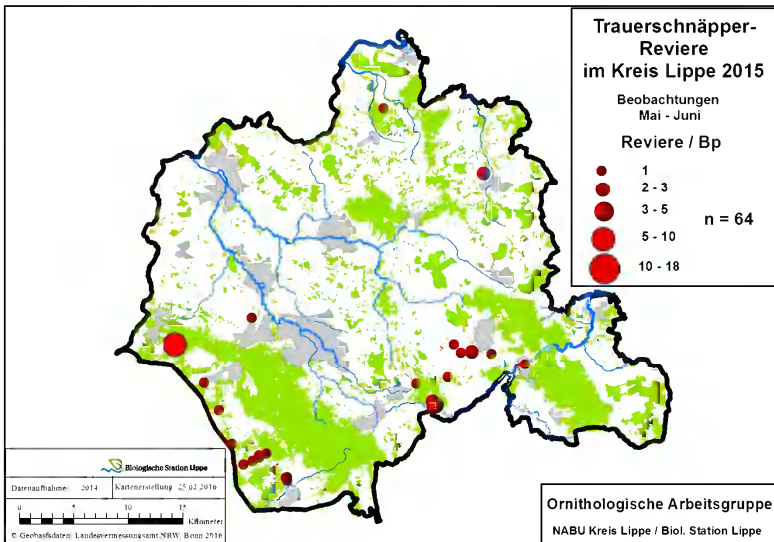 Trauerschnäpper-
Reviere
im Kreis Lippe 2015
Beobachtungen
Mai - Juni
Reviere / Bp
1
2 - 3
3 - 5
n = 64
5 - 10
10 - 18
Biologische Station Lippe
Datenaufnahme: 2014 Kartenerstellung 25.02.2016
0 5 10 15
Kilometer
© Geobasisdaten: Landesvermessungsamt NRW, Bonn 2016
Ornithologische Arbeitsgruppe
NABU Kreis Lippe / Biol. Station Lippe